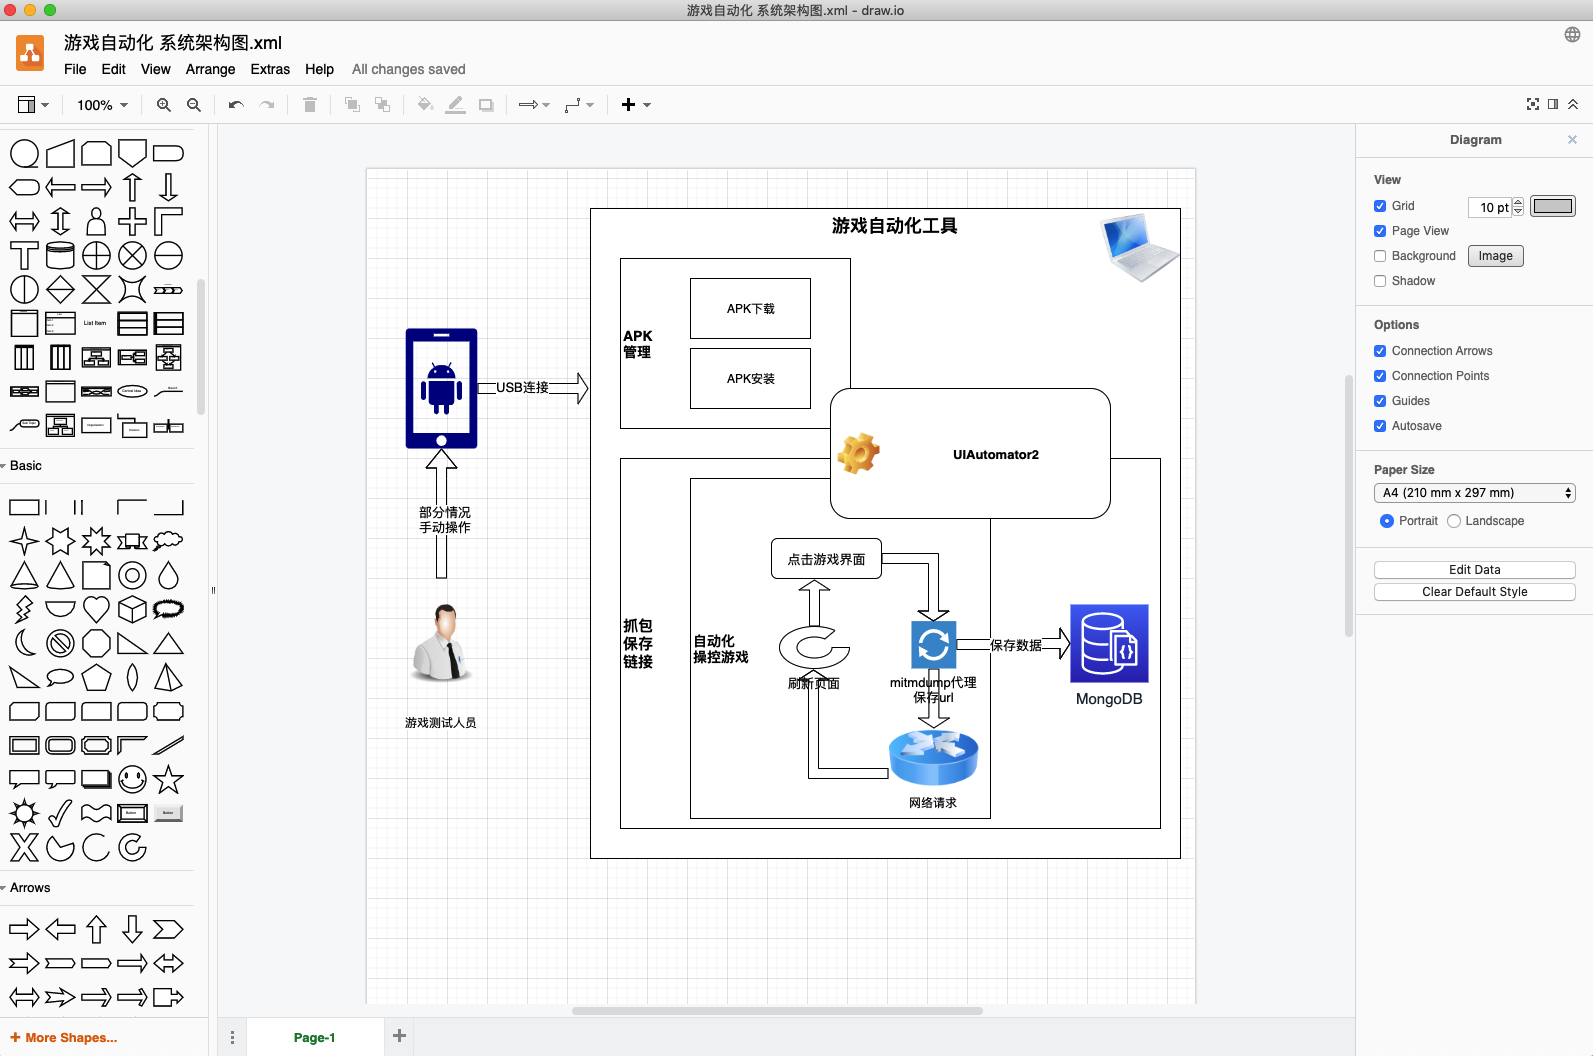 游戏自动化 系统架构图.xml - draw.io
游戏自动化 系统架构图.xml
File Edit View Arrange Extras Help All changes saved
100%
List Item
Basic
Arrows
+ More Shapes...
Page-1
游戏自动化工具
APK
管理
APK下载
APK安装
USB连接
UIAutomator2
部分情况
手动操作
游戏测试人员
抓包
保存
链接
自动化
操控游戏
点击游戏界面
刷新页面
mitmdump代理
保存url
保存数据
MongoDB
网络请求
Diagram
View
Grid 10 pt
Page View
Background Image
Shadow
Options
Connection Arrows
Connection Points
Guides
Autosave
Paper Size
A4 (210 mm x 297 mm)
Portrait Landscape
Edit Data
Clear Default Style